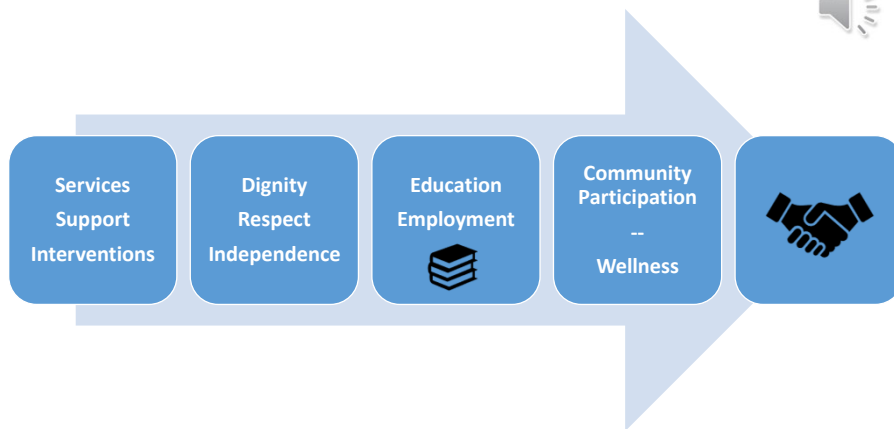 Services
Support
Interventions
Dignity
Respect
Independence
Education
Employment
Community
Participation
--
Wellness